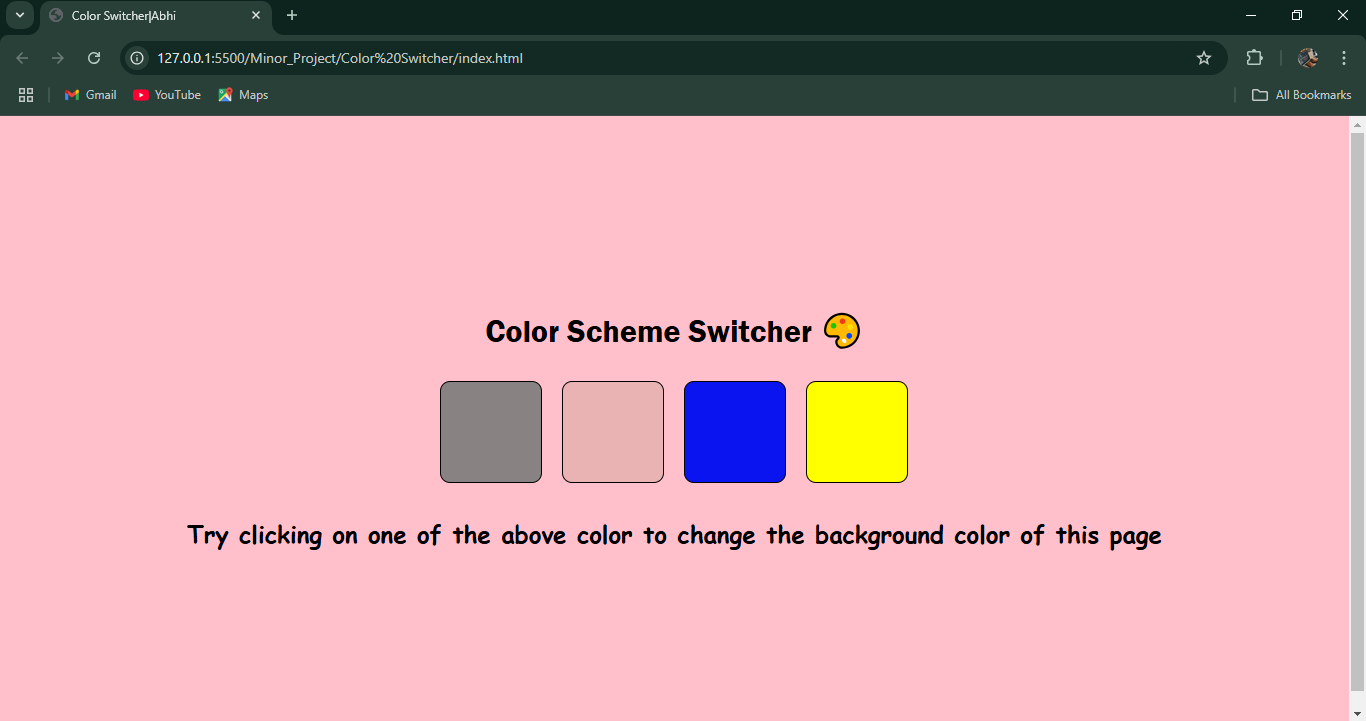 Color Switcher|Abhi
127.0.0.1:5500/Minor_Project/Color%20Switcher/index.html
Gmail YouTube Maps All Bookmarks
Color Scheme Switcher 🎨
Try clicking on one of the above color to change the background color of this page